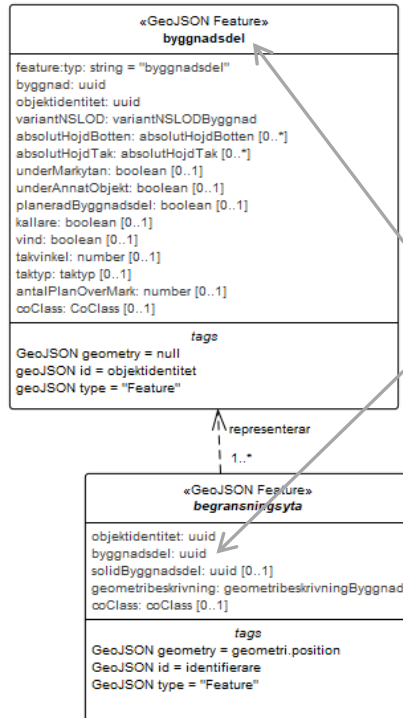 «GeoJSON Feature»
byggnadsdel
feature:typ: string = "byggnadsdel"
byggnad: uuid
objektidentitet: uuid
variantNSLOD: variantNSLODByggnad
absolutHojdBotten: absolutHojdBotten [0..*]
absolutHojdTak: absolutHojdTak [0..*]
underMarkytan: boolean [0..1]
underAnnatObjekt: boolean [0..1]
planeradByggnadsdel: boolean [0..1]
kallare: boolean [0..1]
vind: boolean [0..1]
takvinkel: number [0..1]
taktyp: taktyp [0..1]
antalPlanOverMark: number [0..1]
coClass: CoClass [0..1]
tags
GeoJSON geometry = null
geoJSON id = objektidentitet
geoJSON type = "Feature"
representerar
1..*
«GeoJSON Feature»
begransningsyta
objektidentitet: uuid
byggnadsdel: uuid
solidByggnadsdel: uuid [0..1]
geometribeskrivning: geometribeskrivningByggnad
coClass: coClass [0..1]
tags
GeoJSON geometry = geometri.position
GeoJSON id = identifierare
GeoJSON type = "Feature"